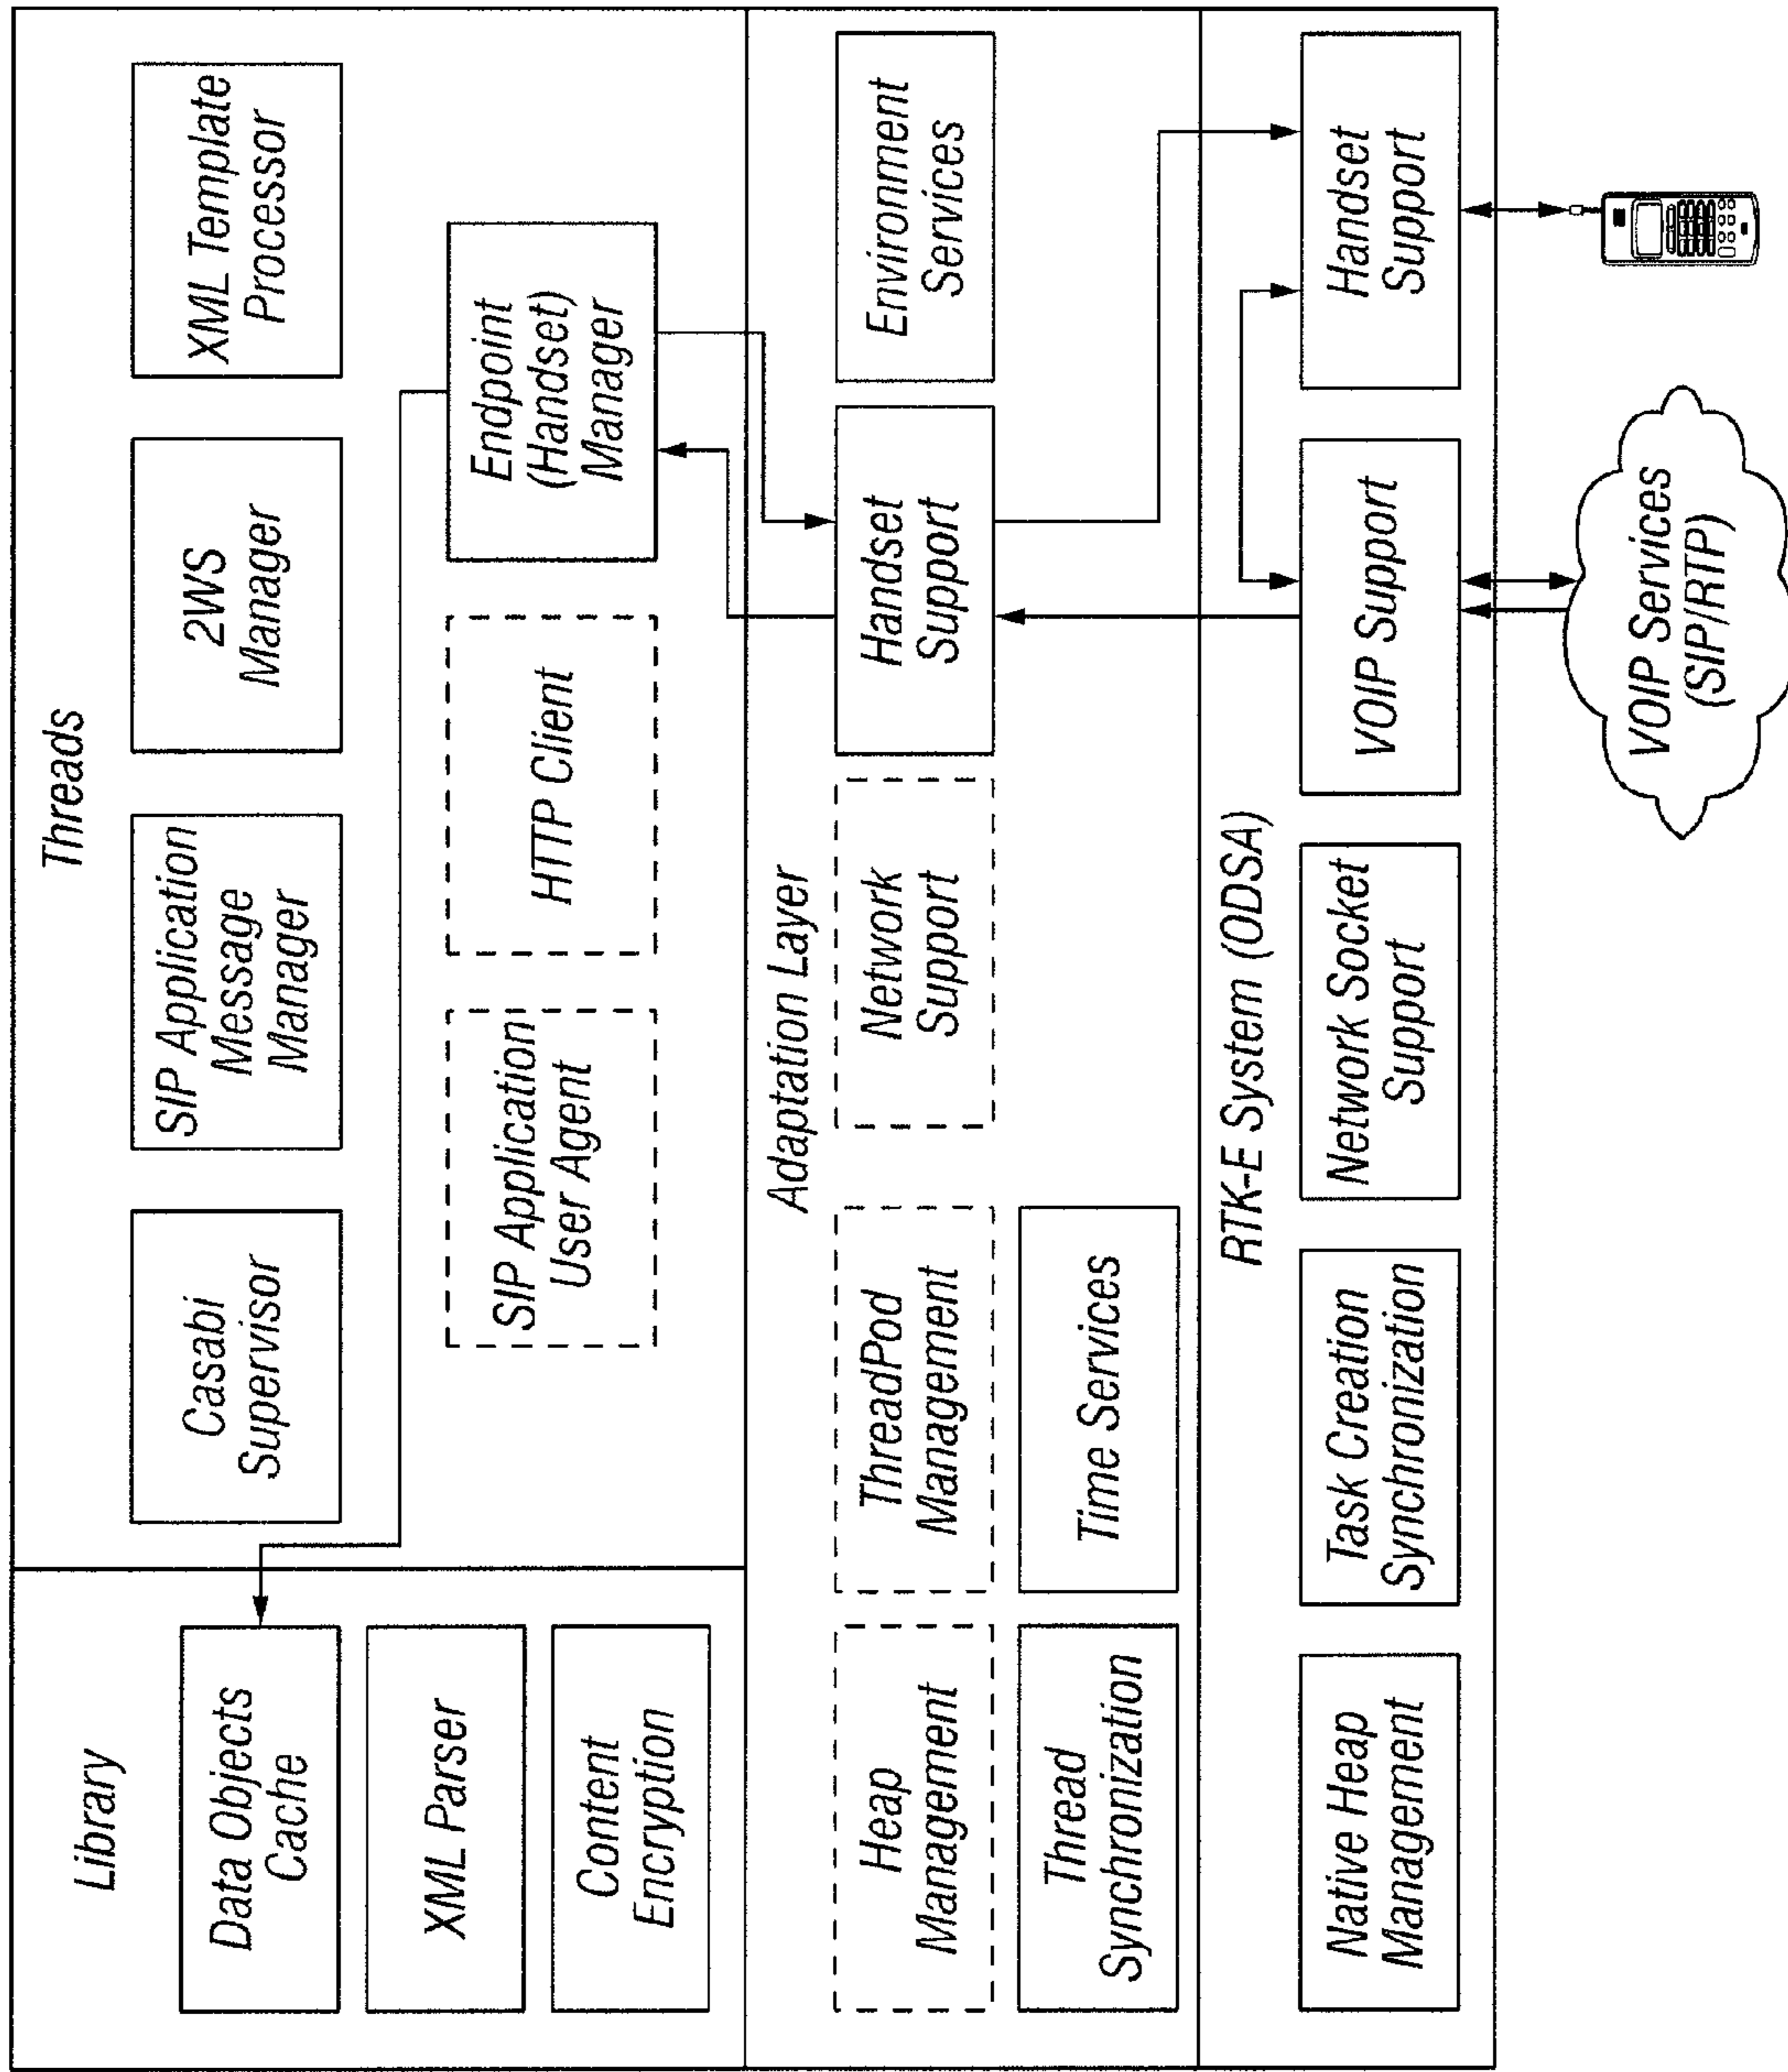 Library
Data Objects
Cache
XML Parser
Content
Encryption
Threads
Casabi
Supervisor
SIP Application
Message
Manager
2WS
Manager
XML Template
Processor
SIP Application
User Agent
HTTP Client
Endpoint
(Handset)
Manager
Adaptation Layer
Heap
Management
ThreadPod
Management
Network
Support
Handset
Support
Environment
Services
Thread
Synchronization
Time Services
RTK-E System (ODSA)
Native Heap
Management
Task Creation
Synchronization
Network Socket
Support
VOIP Support
Handset
Support
VOIP Services
(SIP/RTP)